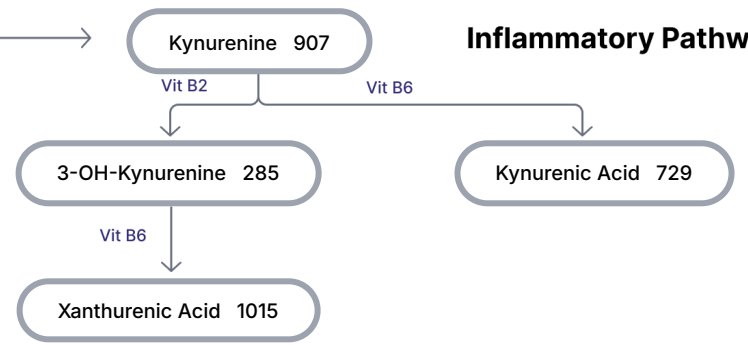 Kynurenine 907
Inflammatory Pathw
Vit B2
Vit B6
3-OH-Kynurenine 285
Kynurenic Acid 729
Vit B6
Xanthurenic Acid 1015